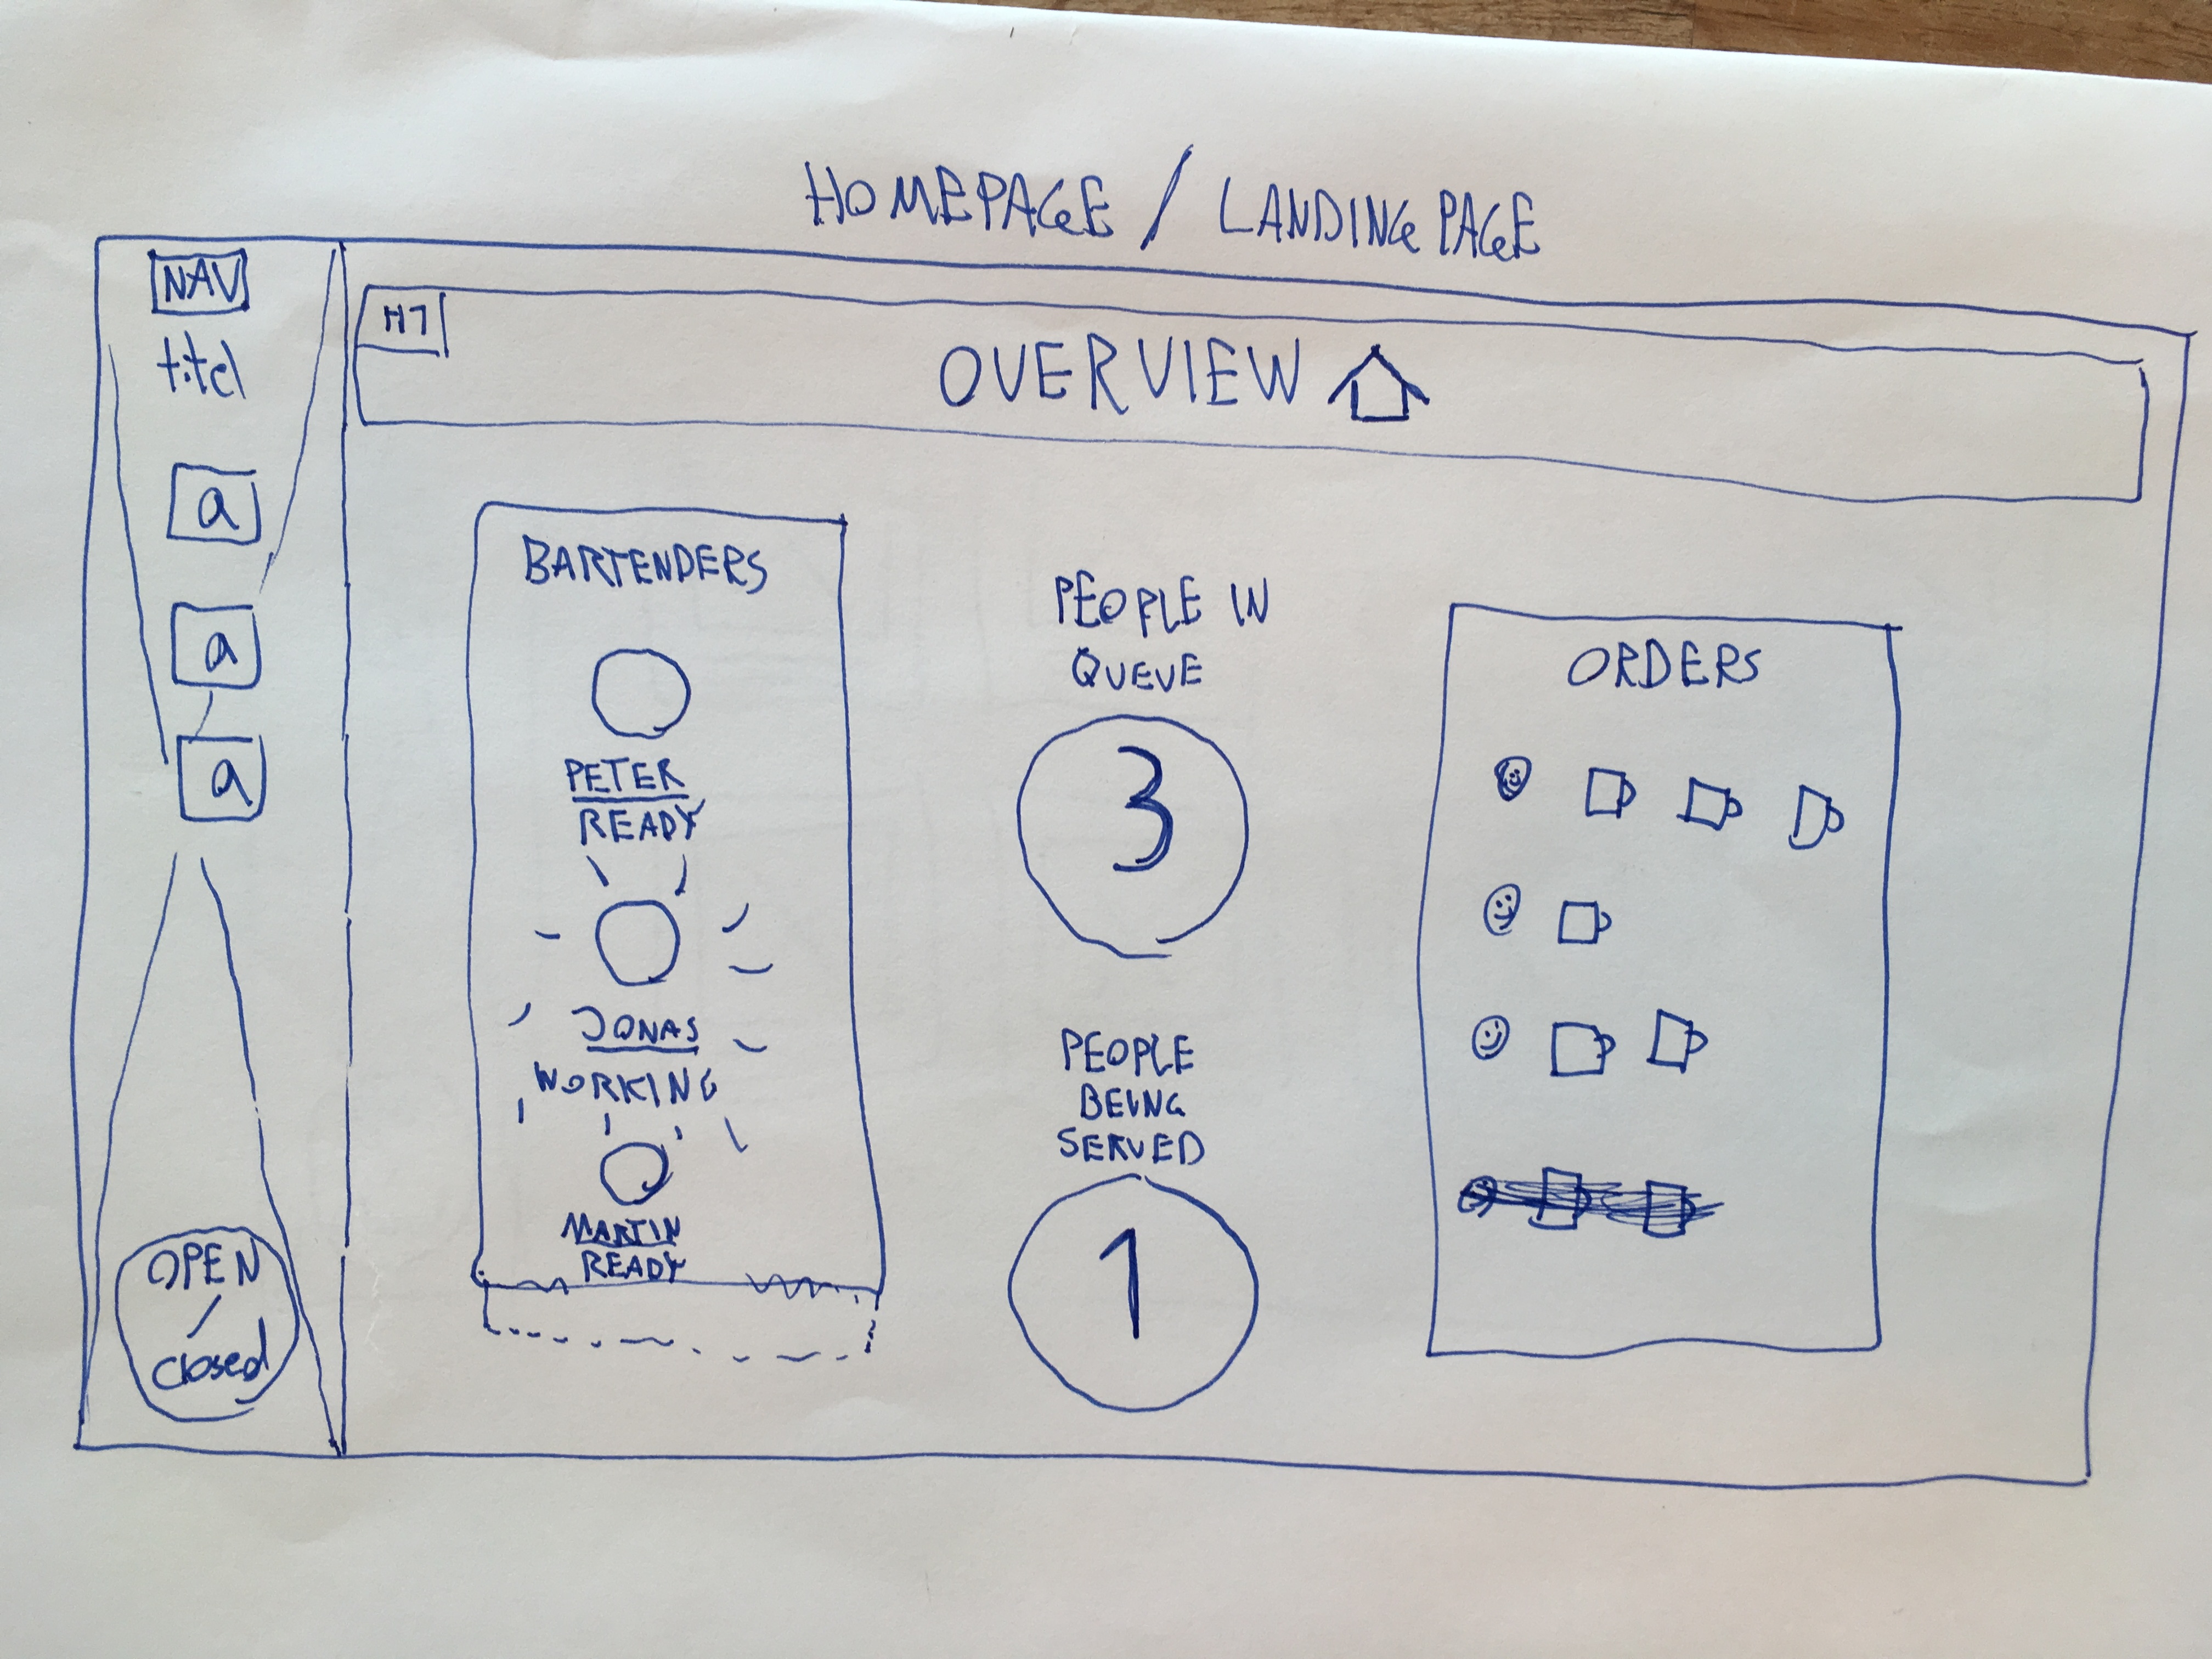 HOMEPAGE / LANDING PAGE
NAV
titel
a
a
a
OPEN
/
closed
H1
OVERVIEW
BARTENDERS
PETER
READY
JONAS
WORKING
MARTIN
READY
PEOPLE IN
QUEUE
3
PEOPLE
BEING
SERVED
1
ORDERS